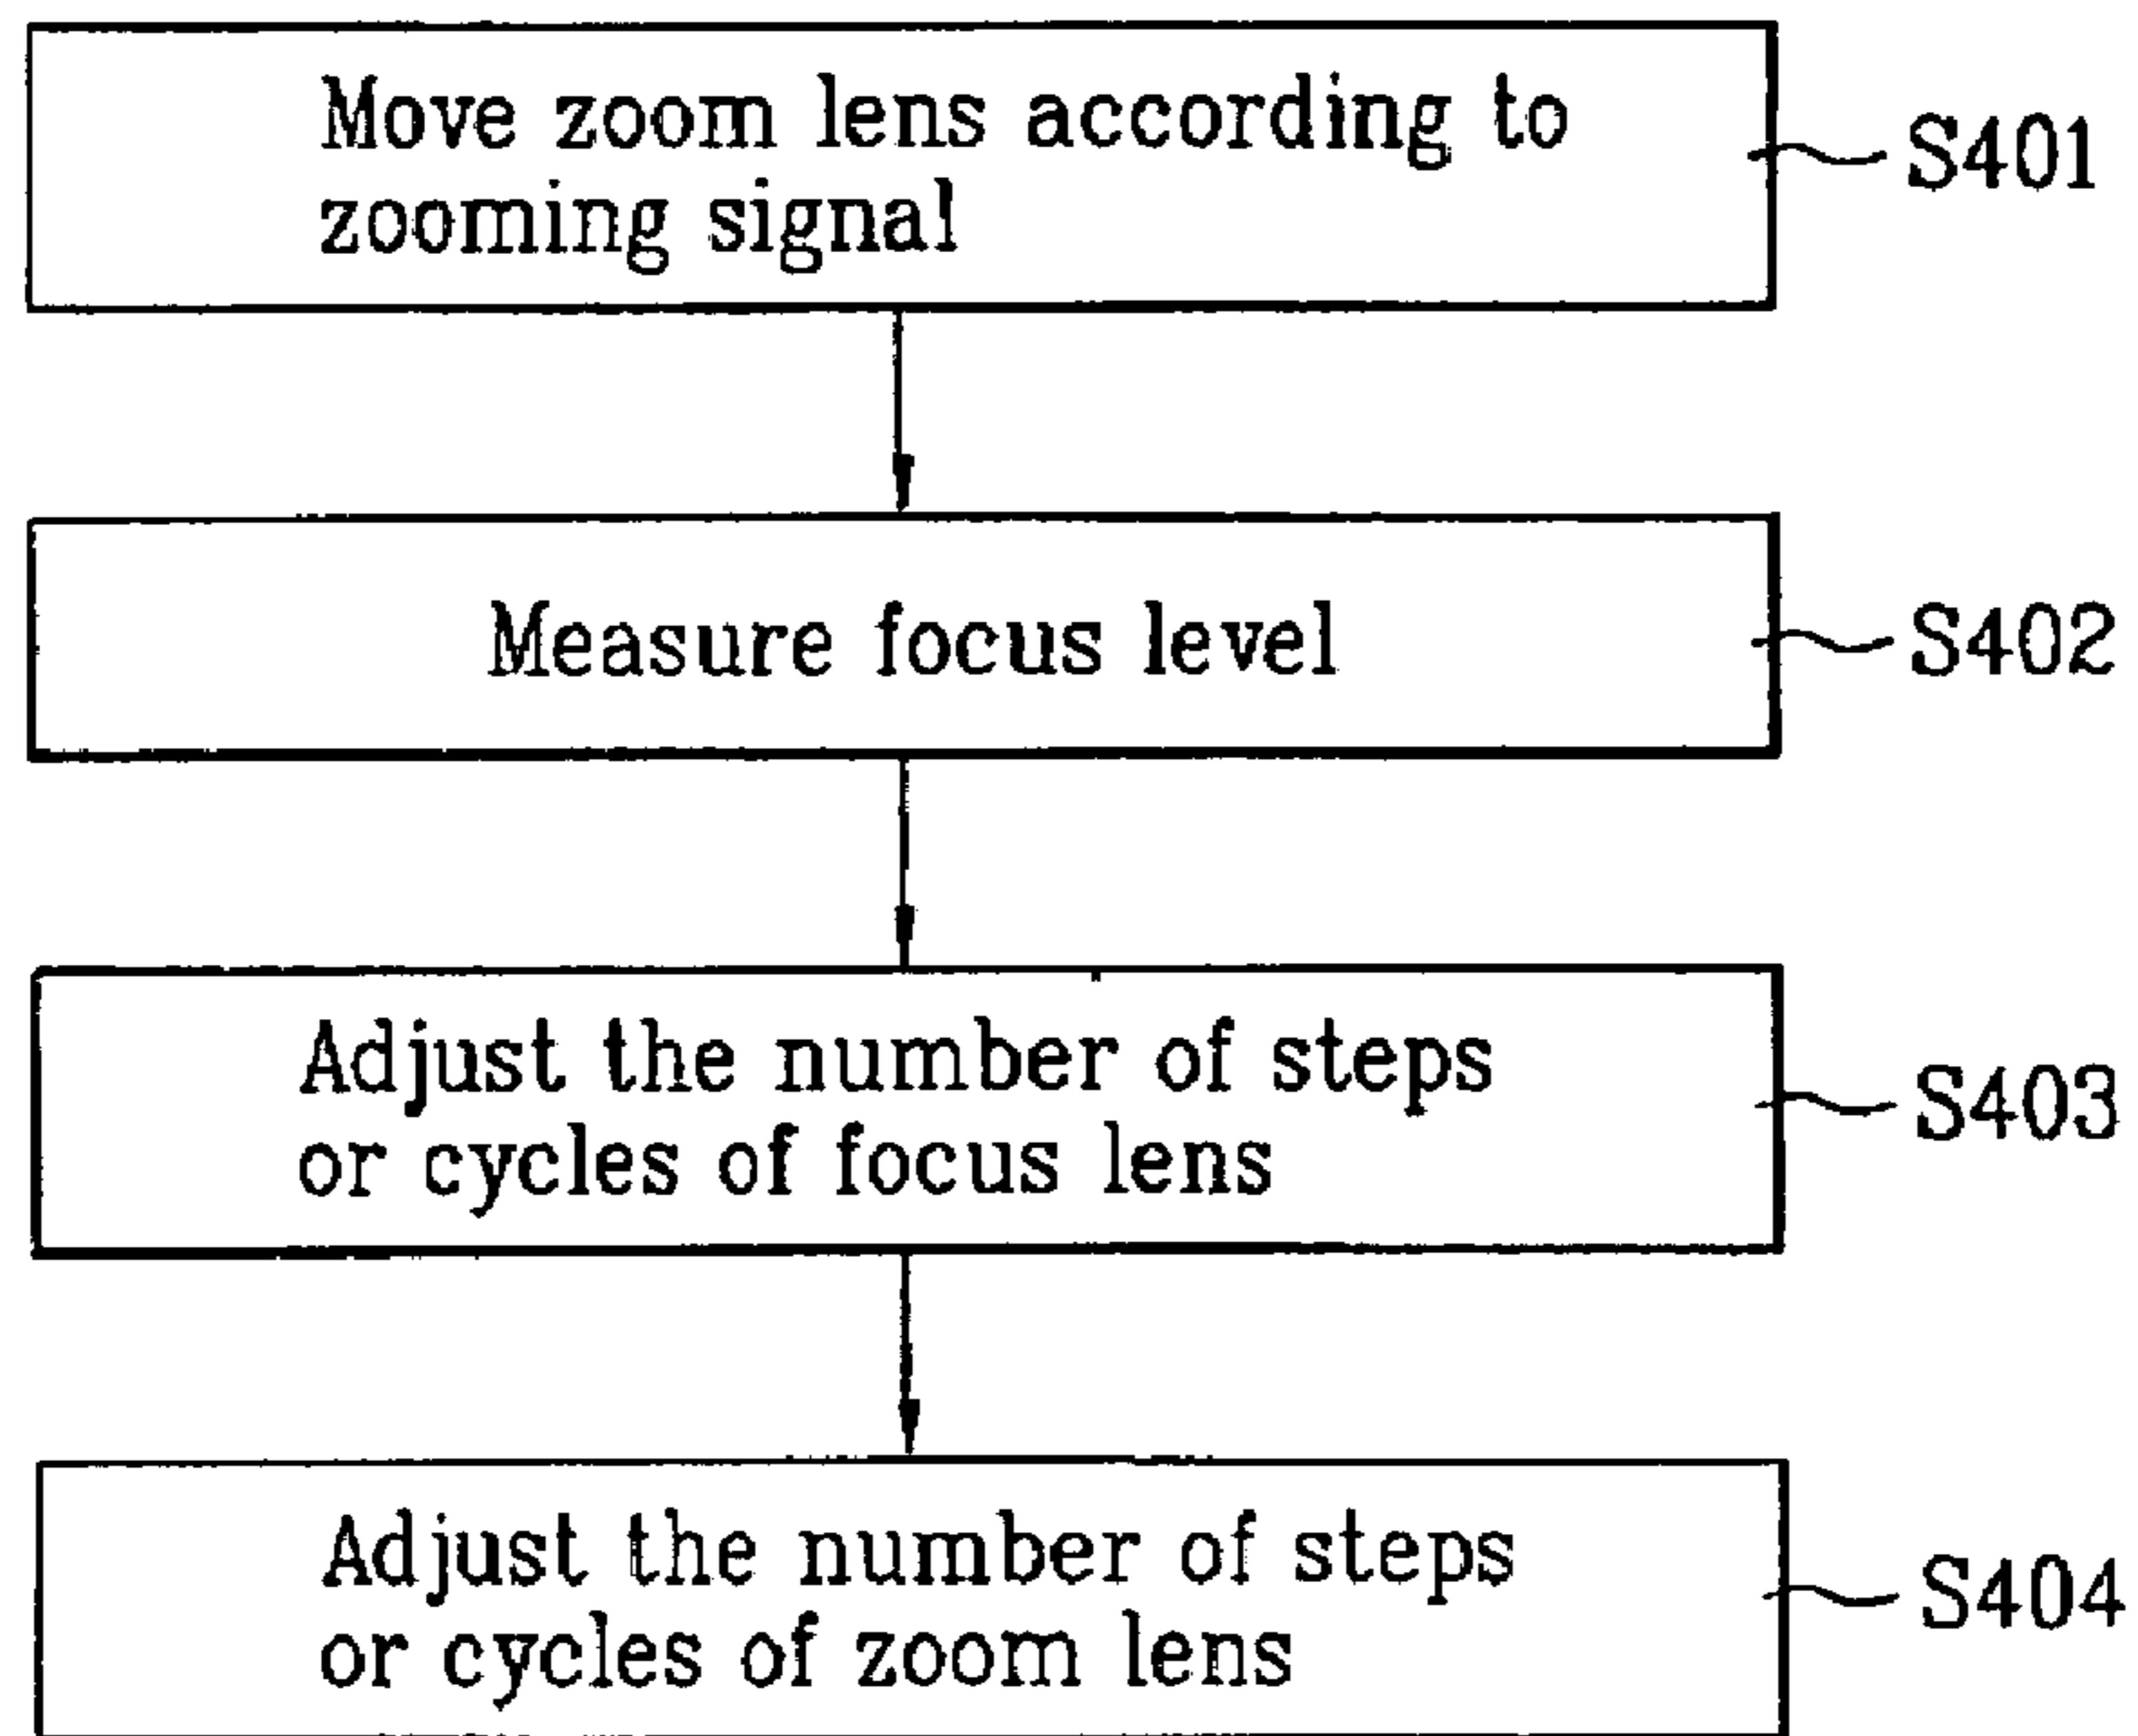 Move zoom lens according to
zooming signal
S401
Measure focus level
S402
Adjust the number of steps
or cycles of focus lens
S403
Adjust the number of steps
or cycles of zoom lens
S404